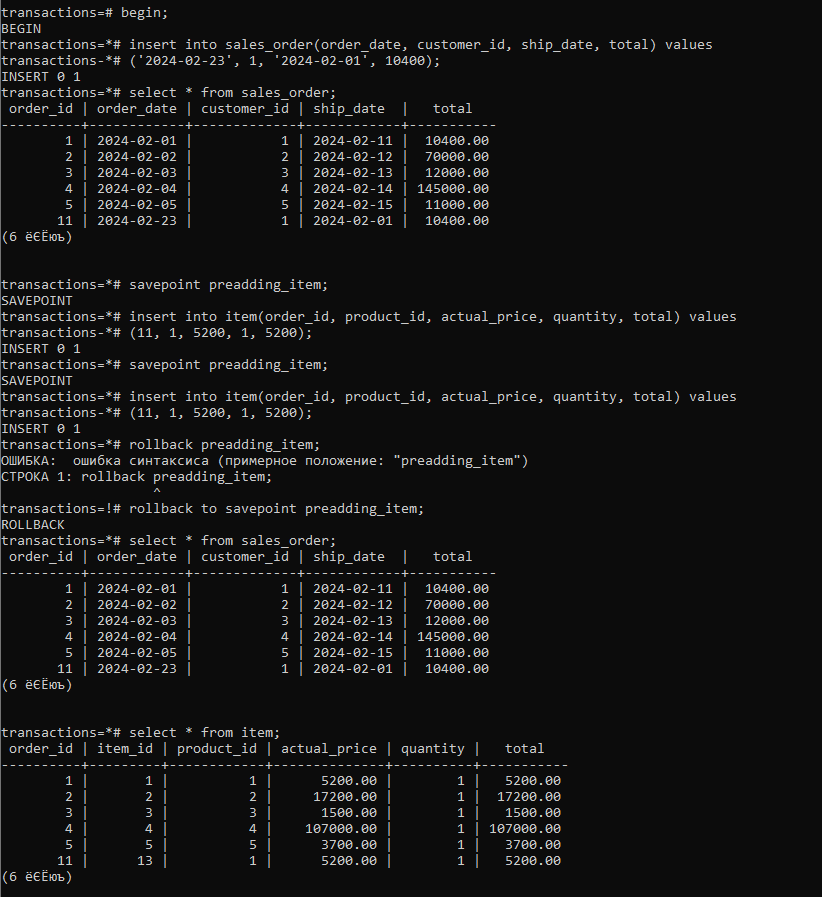 transactions=# begin;
BEGIN
transactions=*# insert into sales_order(order_date, customer_id, ship_date, total) values
transactions-*# ('2024-02-23', 1, '2024-02-01', 10400);
INSERT 0 1
transactions=*# select * from sales_order;
 order_id | order_date | customer_id | ship_date  |   total
----------+------------+-------------+------------+-----------
        1 | 2024-02-01 |           1 | 2024-02-11 |  10400.00
        2 | 2024-02-02 |           2 | 2024-02-12 |  70000.00
        3 | 2024-02-03 |           3 | 2024-02-13 |  12000.00
        4 | 2024-02-04 |           4 | 2024-02-14 | 145000.00
        5 | 2024-02-05 |           5 | 2024-02-15 |  11000.00
       11 | 2024-02-23 |           1 | 2024-02-01 |  10400.00
(6 ёЄЁюъ)
transactions=*# savepoint preadding_item;
SAVEPOINT
transactions=*# insert into item(order_id, product_id, actual_price, quantity, total) values
transactions-*# (11, 1, 5200, 1, 5200);
INSERT 0 1
transactions=*# savepoint preadding_item;
SAVEPOINT
transactions=*# insert into item(order_id, product_id, actual_price, quantity, total) values
transactions-*# (11, 1, 5200, 1, 5200);
INSERT 0 1
transactions=*# rollback preadding_item;
ОШИБКА:  ошибка синтаксиса (примерное положение: "preadding_item")
СТРОКА 1: rollback preadding_item;
                   ^
transactions=!# rollback to savepoint preadding_item;
ROLLBACK
transactions=*# select * from sales_order;
 order_id | order_date | customer_id | ship_date  |   total
----------+------------+-------------+------------+-----------
        1 | 2024-02-01 |           1 | 2024-02-11 |  10400.00
        2 | 2024-02-02 |           2 | 2024-02-12 |  70000.00
        3 | 2024-02-03 |           3 | 2024-02-13 |  12000.00
        4 | 2024-02-04 |           4 | 2024-02-14 | 145000.00
        5 | 2024-02-05 |           5 | 2024-02-15 |  11000.00
       11 | 2024-02-23 |           1 | 2024-02-01 |  10400.00
(6 ёЄЁюъ)
transactions=*# select * from item;
 order_id | item_id | product_id | actual_price | quantity |   total
----------+---------+------------+--------------+----------+-----------
        1 |       1 |          1 |      5200.00 |        1 |   5200.00
        2 |       2 |          2 |     17200.00 |        1 |  17200.00
        3 |       3 |          3 |      1500.00 |        1 |   1500.00
        4 |       4 |          4 |    107000.00 |        1 | 107000.00
        5 |       5 |          5 |      3700.00 |        1 |   3700.00
       11 |      13 |          1 |      5200.00 |        1 |   5200.00
(6 ёЄЁюъ)